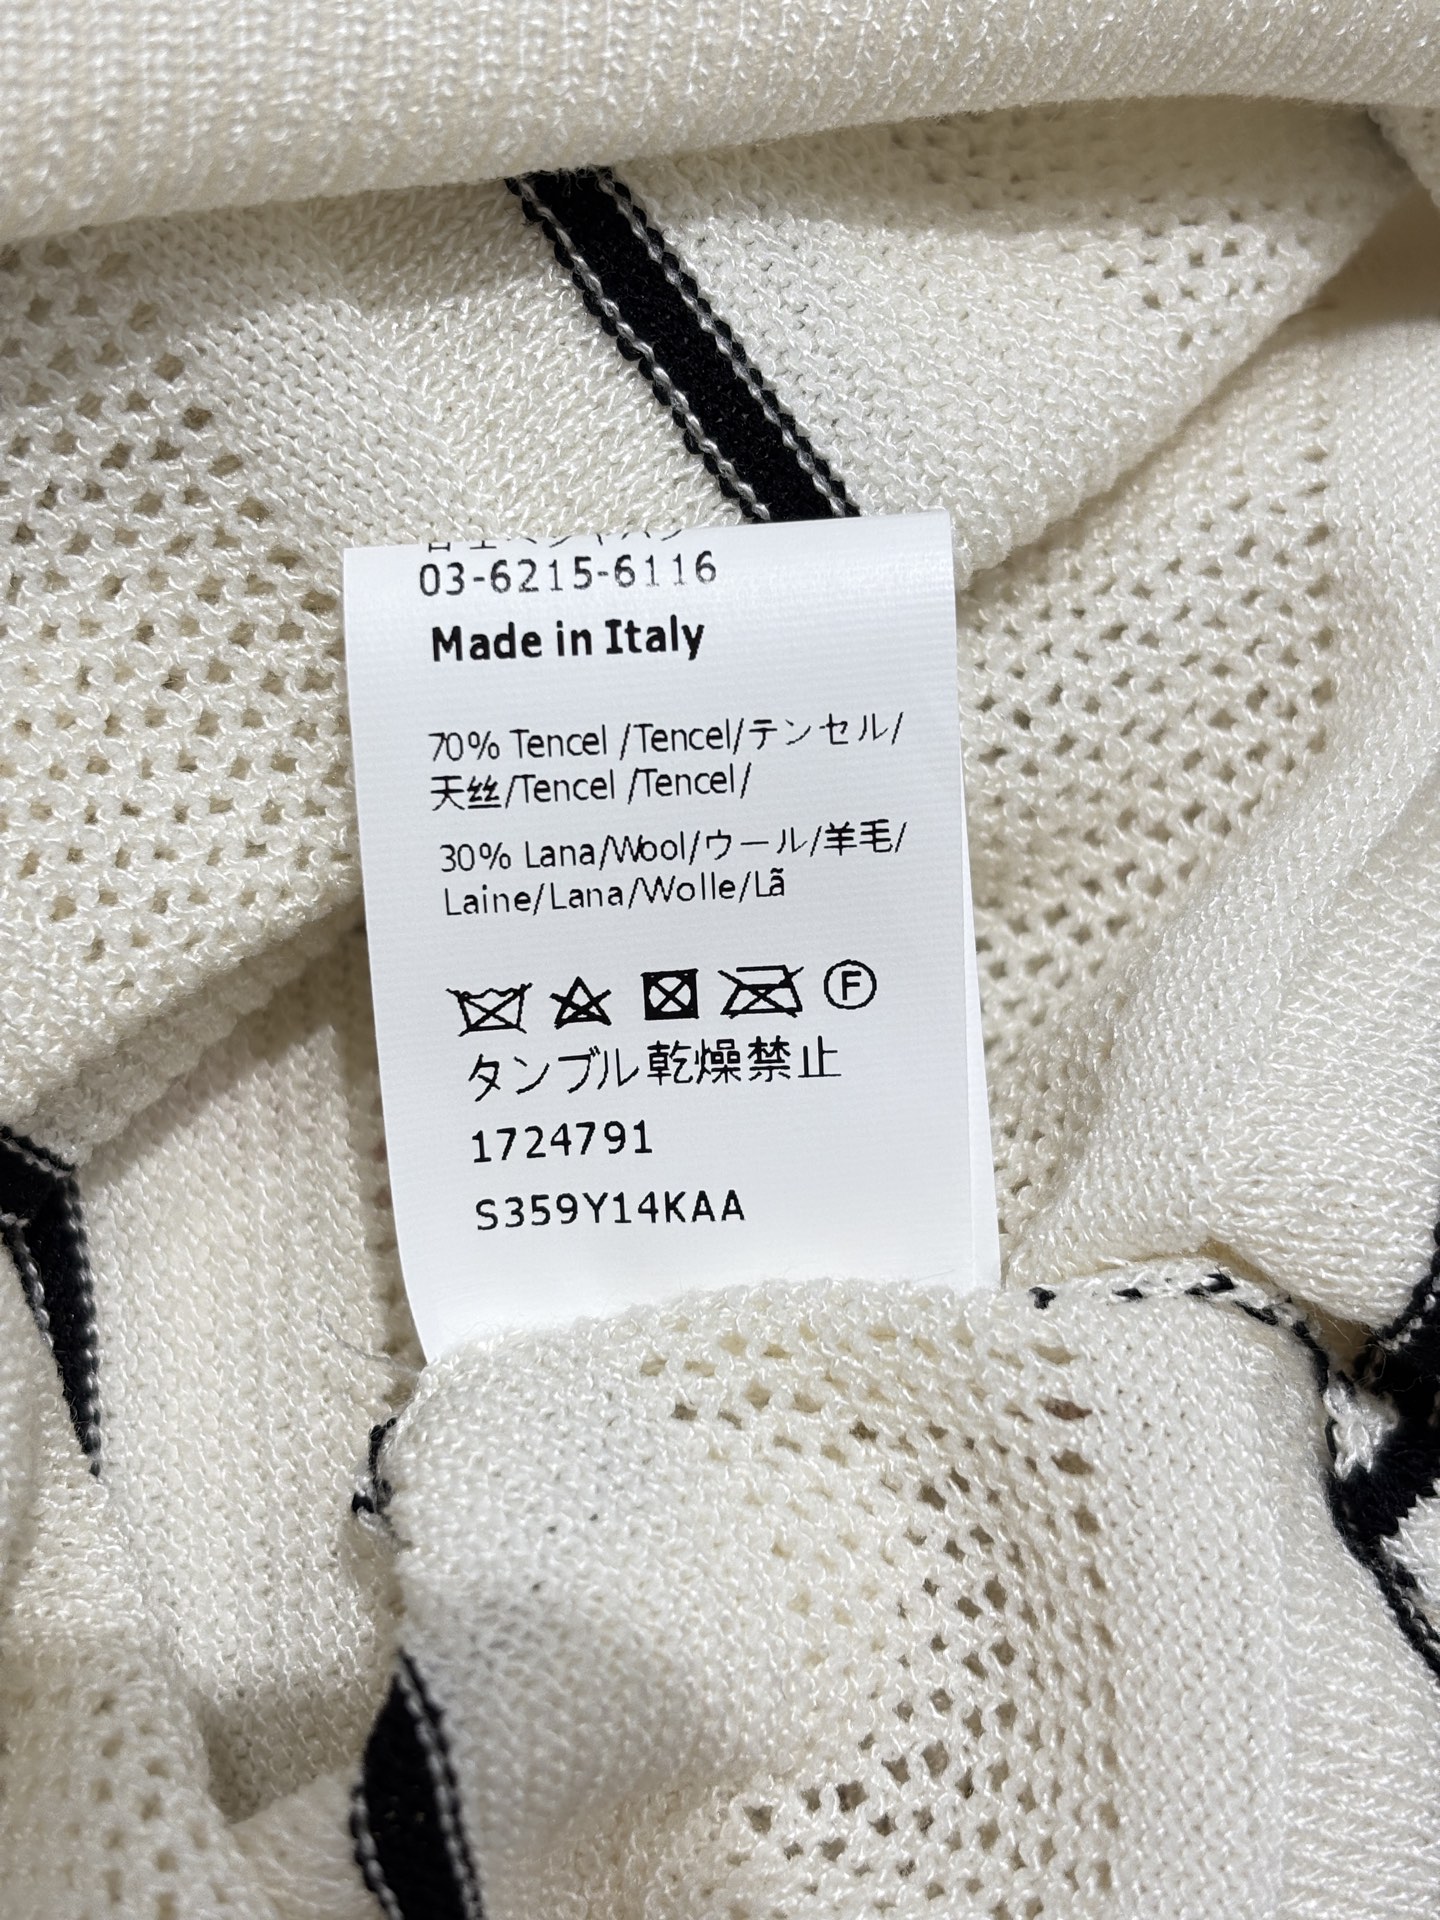 03-6215-6116
Made in Italy
70% Tencel /Tencel/テンセル/
天丝/Tencel /Tencel/
30% Lana/Wool/ウール/羊毛/
Laine/Lana/Wolle/Lã
F
タンブル乾燥禁止
1724791
S359Y14KAA